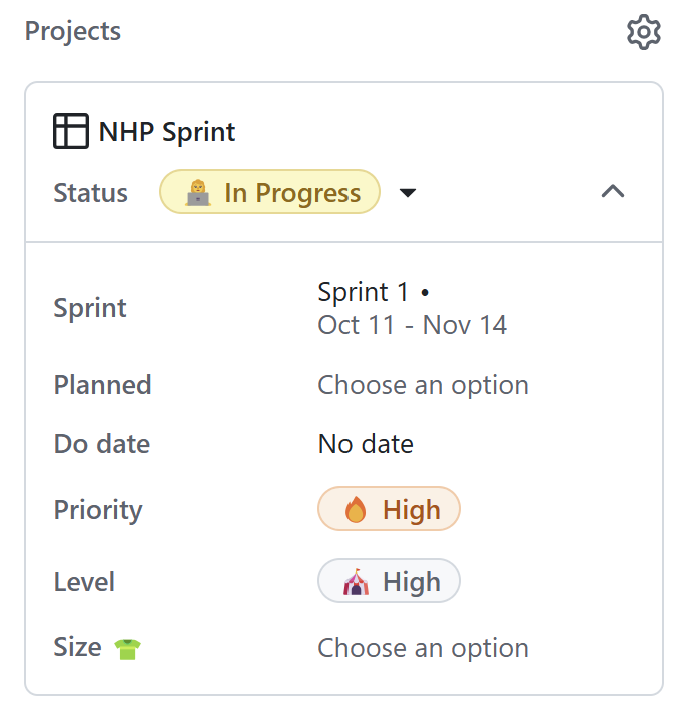 Projects
NHP Sprint
Status In Progress
Sprint Sprint 1 •
Oct 11 - Nov 14
Planned Choose an option
Do date No date
Priority High
Level High
Size Choose an option